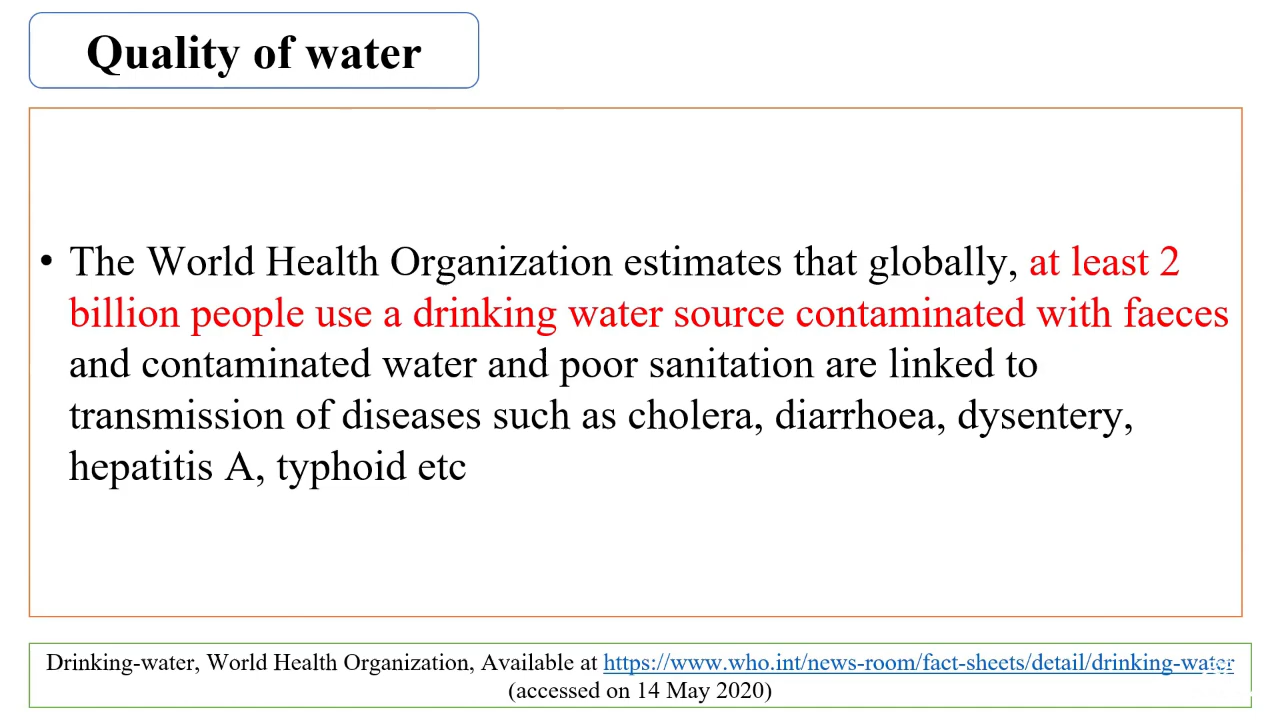 Quality of water
• The World Health Organization estimates that globally, at least 2
billion people use a drinking water source contaminated with faeces
and contaminated water and poor sanitation are linked to
transmission of diseases such as cholera, diarrhoea, dysentery,
hepatitis A, typhoid etc
Drinking-water, World Health Organization, Available at https://www.who.int/news-room/fact-sheets/detail/drinking-water
(accessed on 14 May 2020)